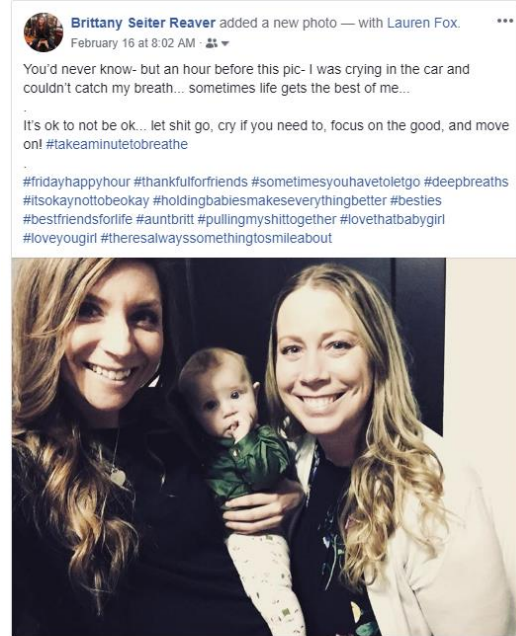 Brittany Seiter Reaver added a new photo — with Lauren Fox.
February 16 at 8:02 AM ·
You'd never know- but an hour before this pic- I was crying in the car and
couldn't catch my breath... sometimes life gets the best of me...
.
It's ok to not be ok... let shit go, cry if you need to, focus on the good, and move
on! #takeaminutetobreathe
.
#fridayhappyhour #thankfulforfriends #sometimesyouhavetoletgo #deepbreaths
#itsokaynottobeokay #holdingbabiesmakeseverythingbetter #besties
#bestfriendsforlife #auntbritt #pullingmyshittogether #lovethatbabygirl
#loveyougirl #theresalwayssomethingtosmileabout